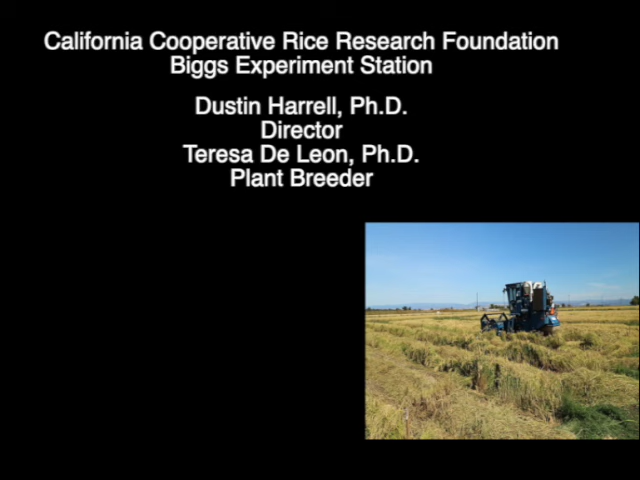 California Cooperative Rice Research Foundation
Biggs Experiment Station
Dustin Harrell, Ph.D.
Director
Teresa De Leon, Ph.D.
Plant Breeder